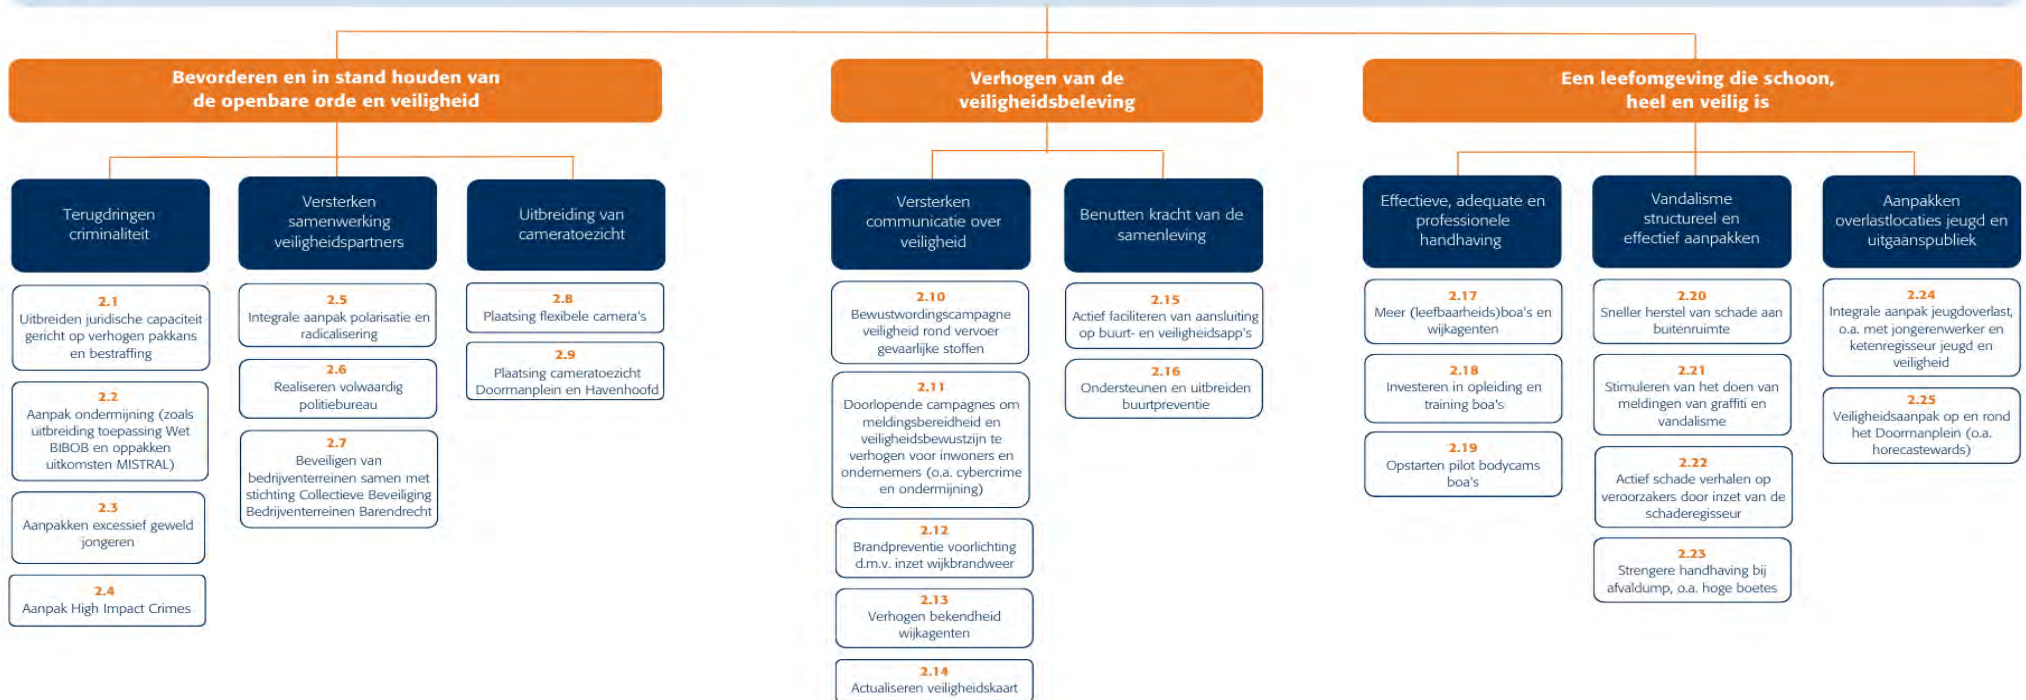 Bevorderen en in stand houden van
de openbare orde en veiligheid
Terugdringen
criminaliteit
2.1
Uitbreiden juridische capaciteit
gericht op verhogen pakkans
en bestraffing
2.2
Aanpak ondermijning (zoals
uitbreiding toepassing Wet
BIBOB en oppakken
uitkomsten MISTRAL)
2.3
Aanpakken excessief geweld
jongeren
2.4
Aanpak High Impact Crimes
Versterken
samenwerking
veiligheidspartners
2.5
Integrale aanpak polarisatie en
radicalisering
2.6
Realiseren volwaardig
politiebureau
2.7
Beveiligen van
bedrijventerreinen samen met
stichting Collectieve Beveiliging
Bedrijventerreinen Barendrecht
Uitbreiding van
cameratoezicht
2.8
Plaatsing flexibele camera's
2.9
Plaatsing cameratoezicht
Doormanplein en Havenhoofd
Verhogen van de
veiligheidsbeleving
Versterken
communicatie over
veiligheid
2.10
Bewustwordingscampagne
veiligheid rond vervoer
gevaarlijke stoffen
2.11
Doorlopende campagnes om
meldingsbereidheid en
veiligheidsbewustzijn te
verhogen voor inwoners en
ondernemers (o.a. cybercrime
en ondermijning)
2.12
Brandpreventie voorlichting
d.m.v. inzet wijkbrandweer
2.13
Verhogen bekendheid
wijkagenten
2.14
Actualiseren veiligheidskaart
Benutten kracht van de
samenleving
2.15
Actief faciliteren van aansluiting
op buurt- en veiligheidsapp's
2.16
Ondersteunen en uitbreiden
buurtpreventie
Een leefomgeving die schoon,
heel en veilig is
Effectieve, adequate en
professionele
handhaving
2.17
Meer (leefbaarheids)boa's en
wijkagenten
2.18
Investeren in opleiding en
training boa's
2.19
Opstarten pilot bodycams
boa's
Vandalisme
structureel en
effectief aanpakken
2.20
Sneller herstel van schade aan
buitenruimte
2.21
Stimuleren van het doen van
meldingen van graffiti en
vandalisme
2.22
Actief schade verhalen op
veroorzakers door inzet van de
schaderegisseur
2.23
Strengere handhaving bij
afvaldump, o.a. hoge boetes
Aanpakken
overlastlocaties jeugd en
uitgaanspubliek
2.24
Integrale aanpak jeugdoverlast,
o.a. met jongerenwerker en
ketenregisseur jeugd en
veiligheid
2.25
Veiligheidsaanpak op en rond
het Doormanplein (o.a.
horecastewards)